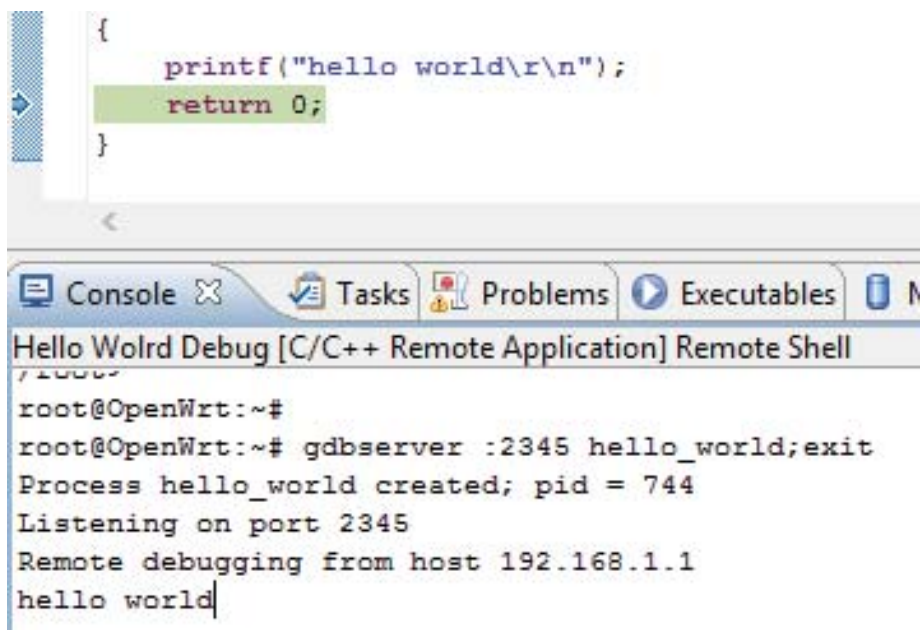 {
printf("hello world\r\n");
return 0;
}
Console Tasks Problems Executables
Hello Wolrd Debug [C/C++ Remote Application] Remote Shell
root@OpenWrt:~#
root@OpenWrt:~# gdbserver :2345 hello_world;exit
Process hello_world created; pid = 744
Listening on port 2345
Remote debugging from host 192.168.1.1
hello world